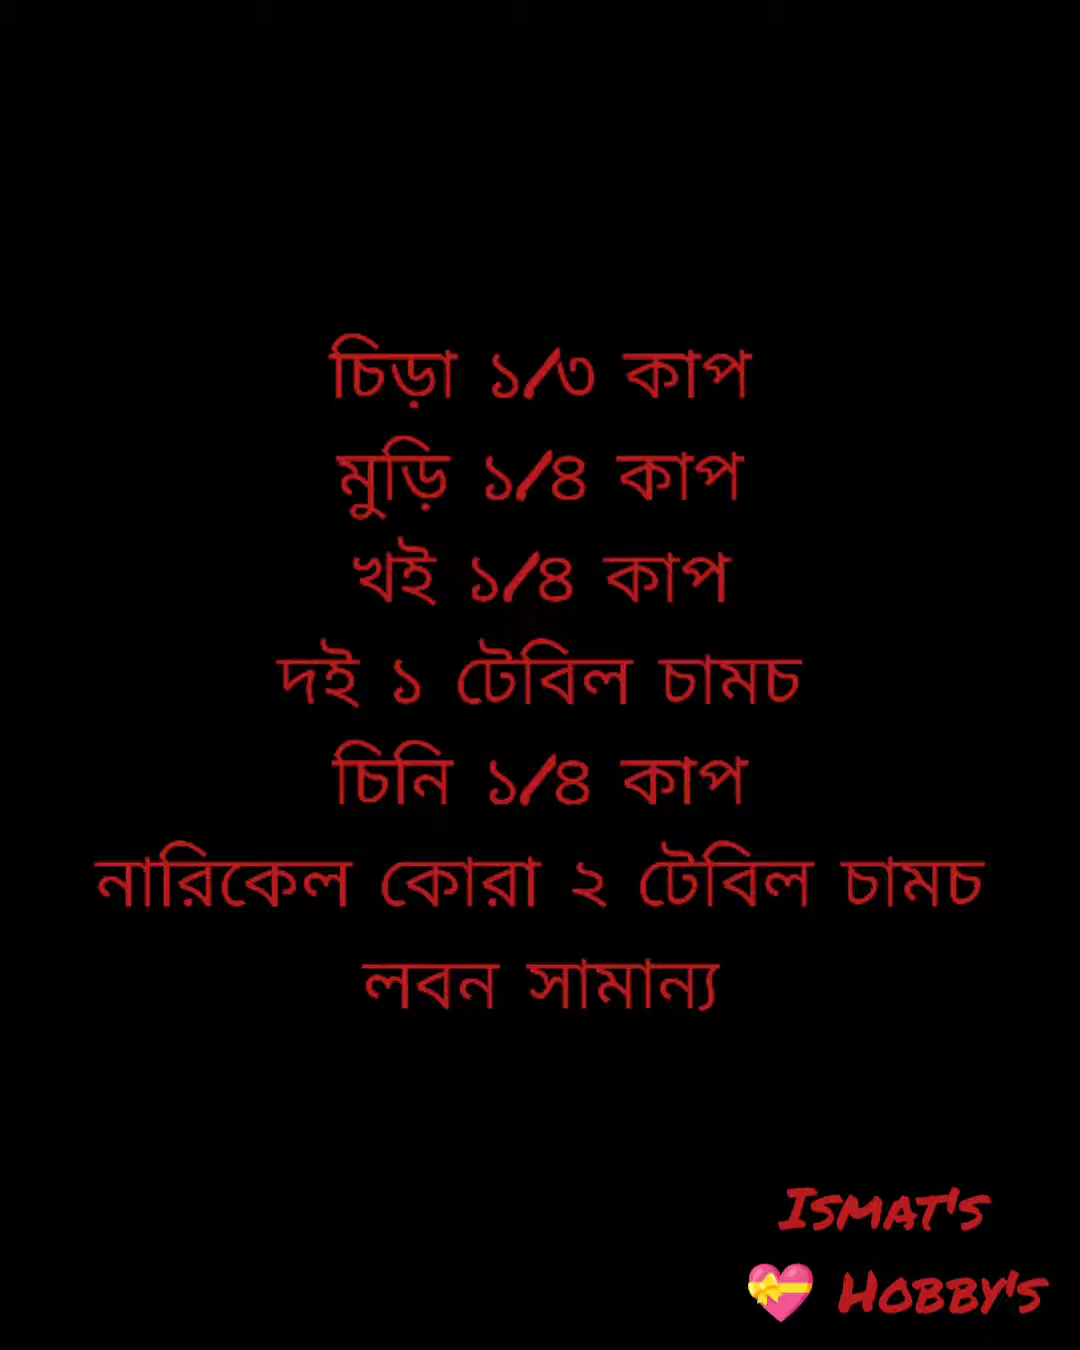 চিড়া ১/৩ কাপ
মুড়ি ১/৪ কাপ
খই ১/৪ কাপ
দই ১ টেবিল চামচ
চিনি ১/৪ কাপ
নারিকেল কোরা ২ টেবিল চামচ
লবন সামান্য
ISMAT'S
💝 HOBBY'S